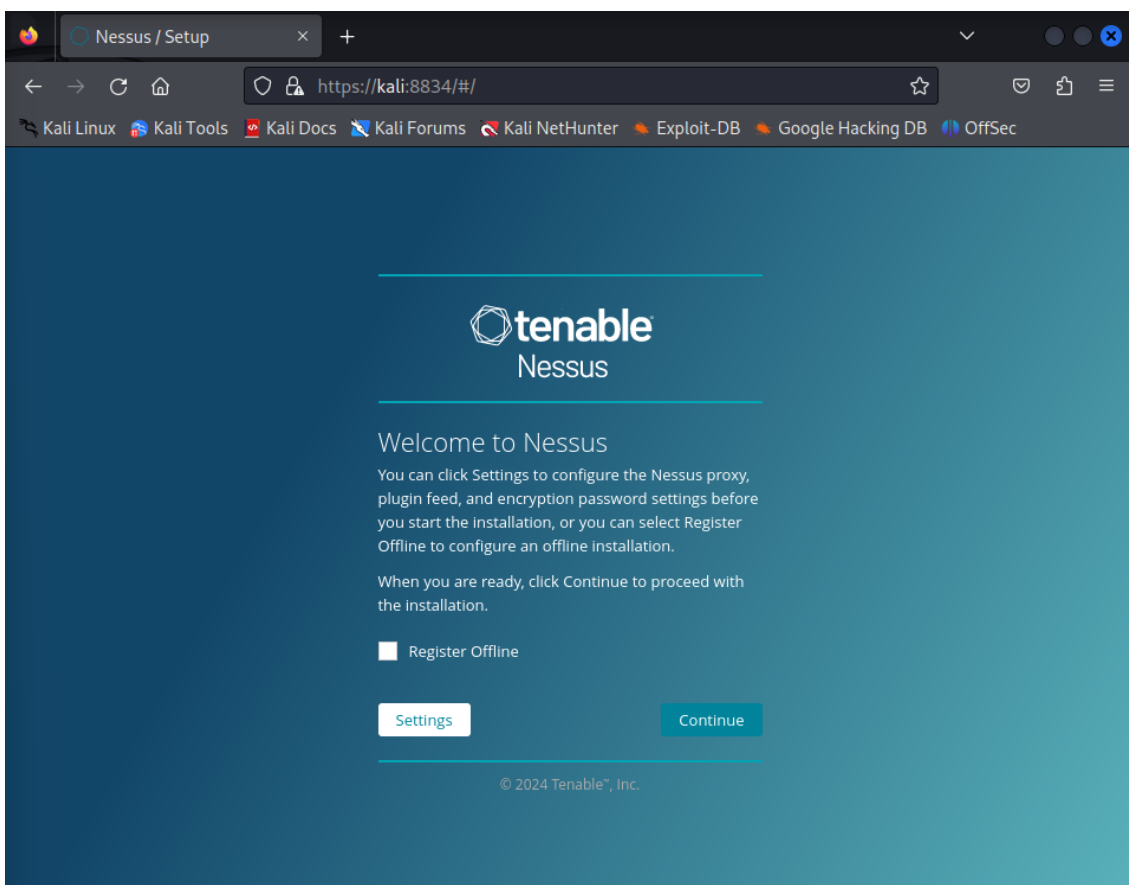 Nessus / Setup
https://kali:8834/#/
Kali Linux Kali Tools Kali Docs Kali Forums Kali NetHunter Exploit-DB Google Hacking DB OffSec
tenable
Nessus
Welcome to Nessus
You can click Settings to configure the Nessus proxy,
plugin feed, and encryption password settings before
you start the installation, or you can select Register
Offline to configure an offline installation.
When you are ready, click Continue to proceed with
the installation.
Register Offline
Settings Continue
© 2024 Tenable™, Inc.